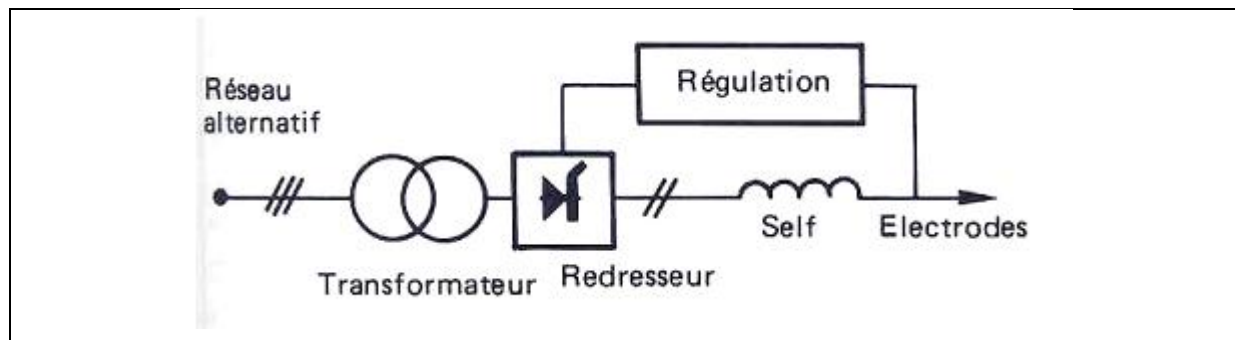 Régulation
Réseau
alternatif
Self
Electrodes
Transformateur
Redresseur